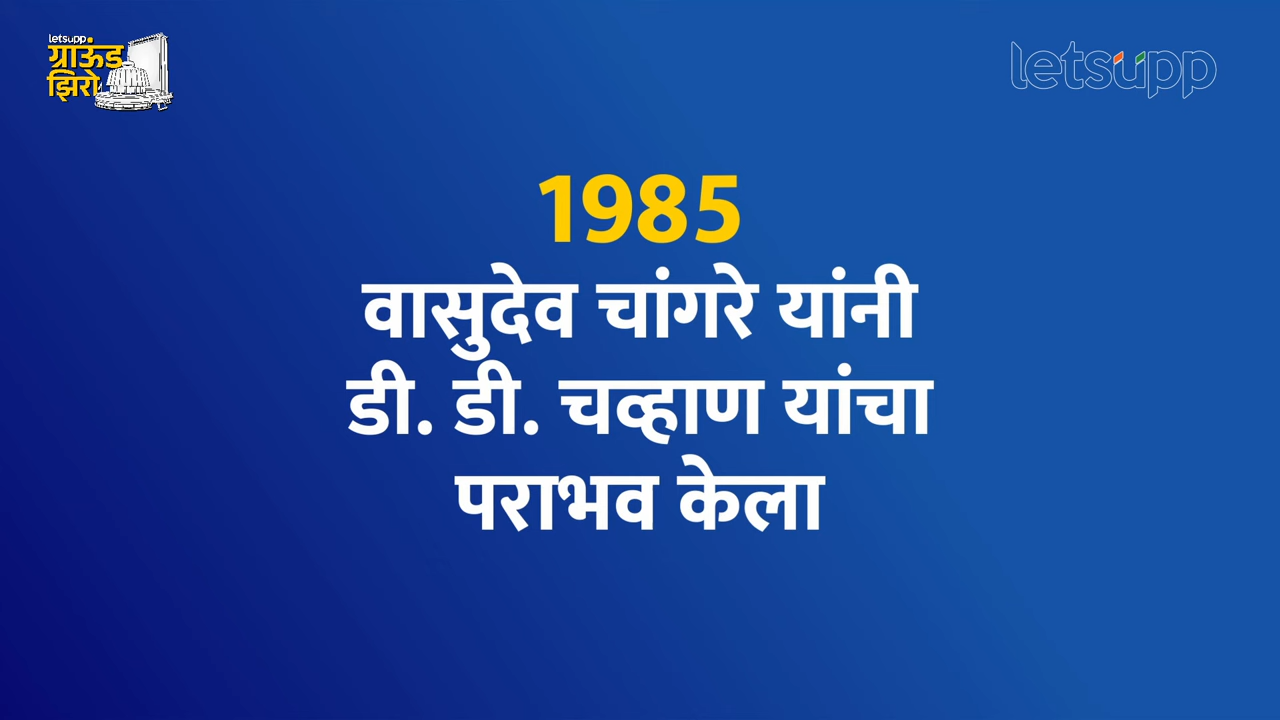 letsupp
ग्राऊंड
झिरो
letsupp
1985
वासुदेव चांगरे यांनी
डी. डी. चव्हाण यांचा
पराभव केला